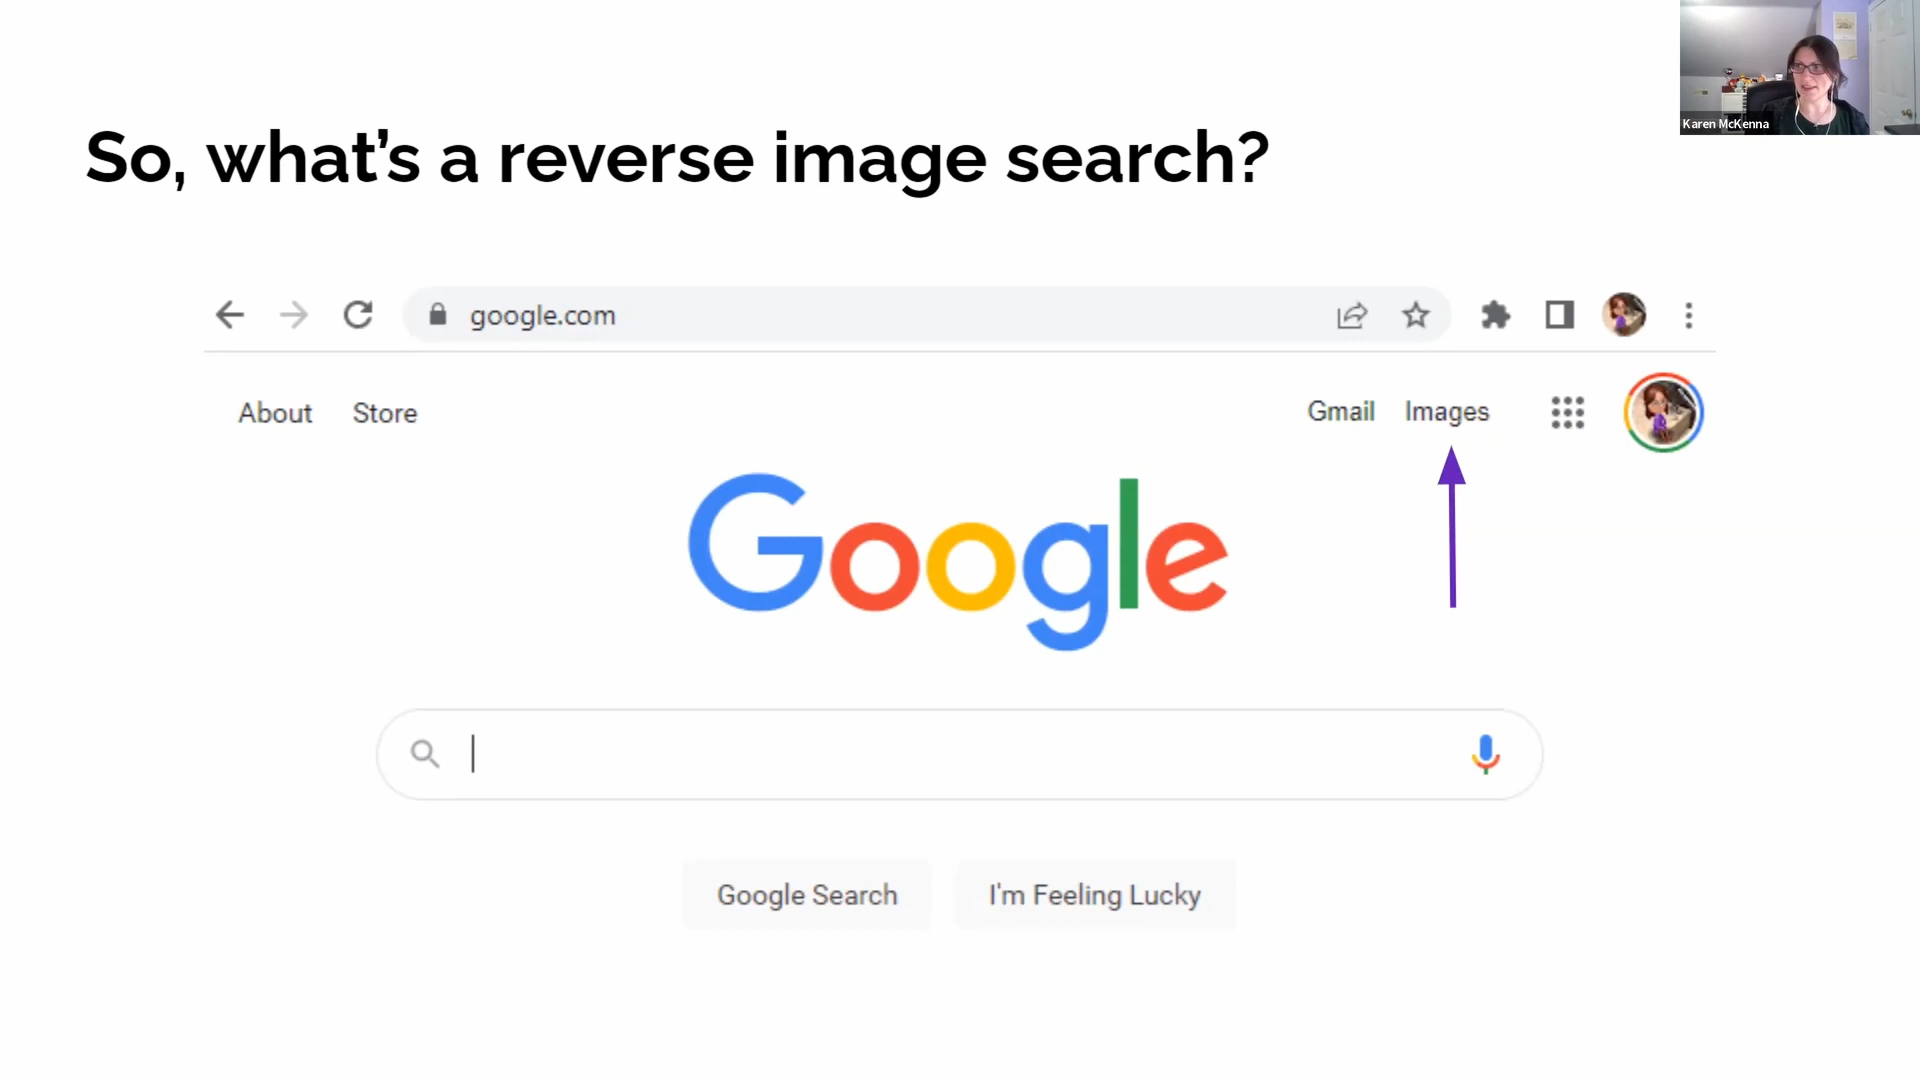 Karen McKenna
So, what's a reverse image search?
google.com
About Store Gmail Images
Google
Google Search I'm Feeling Lucky